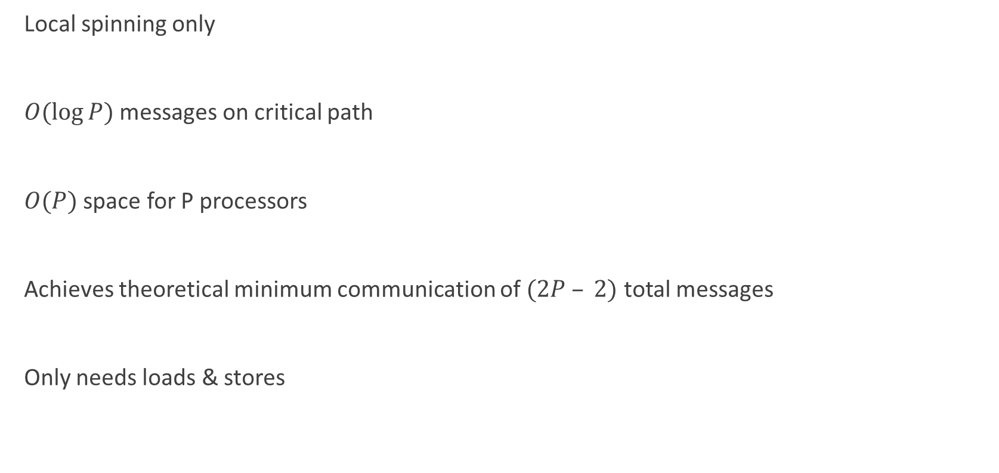 Local spinning only
O(log P) messages on critical path
O(P) space for P processors
Achieves theoretical minimum communication of (2P – 2) total messages
Only needs loads & stores